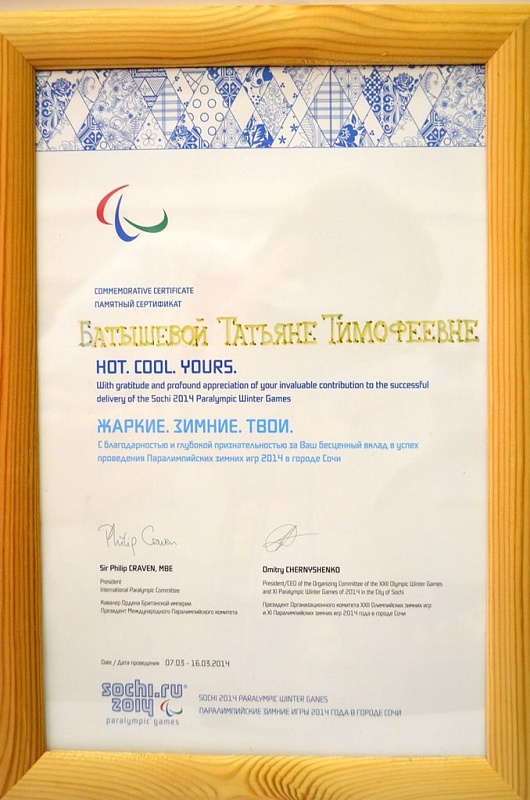 COMMEMORATIVE CERTIFICATE
ПАМЯТНЫЙ СЕРТИФИКАТ
БАТЫШЕВОЙ ТАТЬЯНЕ ТИМОФЕЕВНЕ
HOT. COOL. YOURS.
With gratitude and profound appreciation of your invaluable contribution to the successful
delivery of the Sochi 2014 Paralympic Winter Games
ЖАРКИЕ. ЗИМНИЕ. ТВОИ.
С благодарностью и глубокой признательностью за Ваш бесценный вклад в успех
проведения Паралимпийских зимних игр 2014 в городе Сочи
Philip Craven
Sir Philip CRAVEN, MBE
President
International Paralympic Committee
Кавалер Ордена Британской империи
Президент Международного Паралимпийского комитета
Dmitry CHERNYSHENKO
President/CEO of the Organizing Committee of the XXII Olympic Winter Games
and XI Paralympic Winter Games of 2014 in the City of Sochi
Президент Организационного комитета XXII Олимпийских зимних игр
и XI Паралимпийских зимних игр 2014 года в городе Сочи
Date / Дата проведения 07.03 - 16.03.2014
sochi.ru
2014
paralympic games
SOCHI 2014 PARALYMPIC WINTER GAMES
ПАРАЛИМПИЙСКИЕ ЗИМНИЕ ИГРЫ 2014 ГОДА В ГОРОДЕ СОЧИ